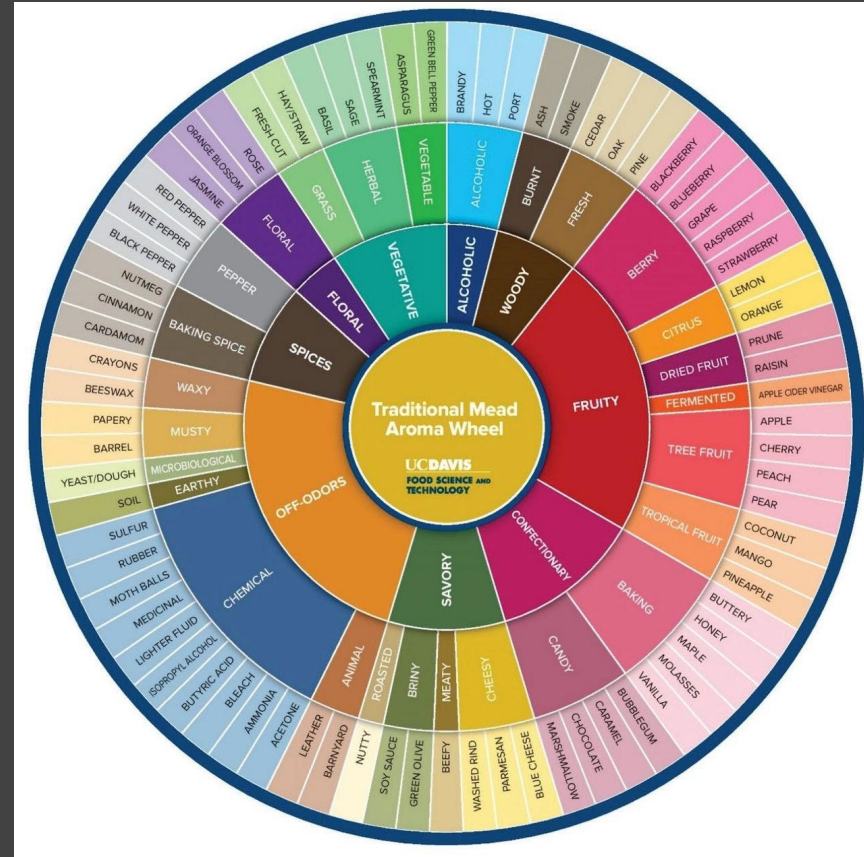 Traditional Mead
Aroma Wheel
UCDAVIS
FOOD SCIENCE AND
TECHNOLOGY
ALCOHOLIC
WOODY
FRUITY
CONFECTIONARY
SAVORY
OFF-ODORS
SPICES
FLORAL
VEGETATIVE
ALCOHOLIC
BURNT
FRESH
BERRY
CITRUS
DRIED FRUIT
FERMENTED
TREE FRUIT
TROPICAL FRUIT
BAKING
CANDY
CHEESY
MEATY
BRINY
ROASTED
ANIMAL
CHEMICAL
EARTHY
MICROBIOLOGICAL
MUSTY
WAXY
BAKING SPICE
PEPPER
FLORAL
GRASS
HERBAL
VEGETABLE
BRANDY
HOT
PORT
ASH
SMOKE
CEDAR
OAK
PINE
BLACKBERRY
BLUEBERRY
GRAPE
RASPBERRY
STRAWBERRY
LEMON
ORANGE
PRUNE
RAISIN
APPLE CIDER VINEGAR
APPLE
CHERRY
PEACH
PEAR
COCONUT
MANGO
PINEAPPLE
BUTTERY
HONEY
MAPLE
MOLASSES
VANILLA
BUBBLEGUM
CARAMEL
CHOCOLATE
MARSHMALLOW
BLUE CHEESE
PARMESAN
WASHED RIND
BEEFY
GREEN OLIVE
SOY SAUCE
NUTTY
BARNYARD
LEATHER
ACETONE
AMMONIA
BLEACH
BUTYRIC ACID
ISOPROPYL ALCOHOL
LIGHTER FLUID
MEDICINAL
MOTH BALLS
RUBBER
SULFUR
SOIL
YEAST/DOUGH
BARREL
PAPERY
BEESWAX
CRAYONS
CARDAMOM
CINNAMON
NUTMEG
BLACK PEPPER
WHITE PEPPER
RED PEPPER
JASMINE
ORANGE BLOSSOM
ROSE
FRESH CUT
HAY/STRAW
BASIL
SAGE
SPEARMINT
ASPARAGUS
GREEN BELL PEPPER